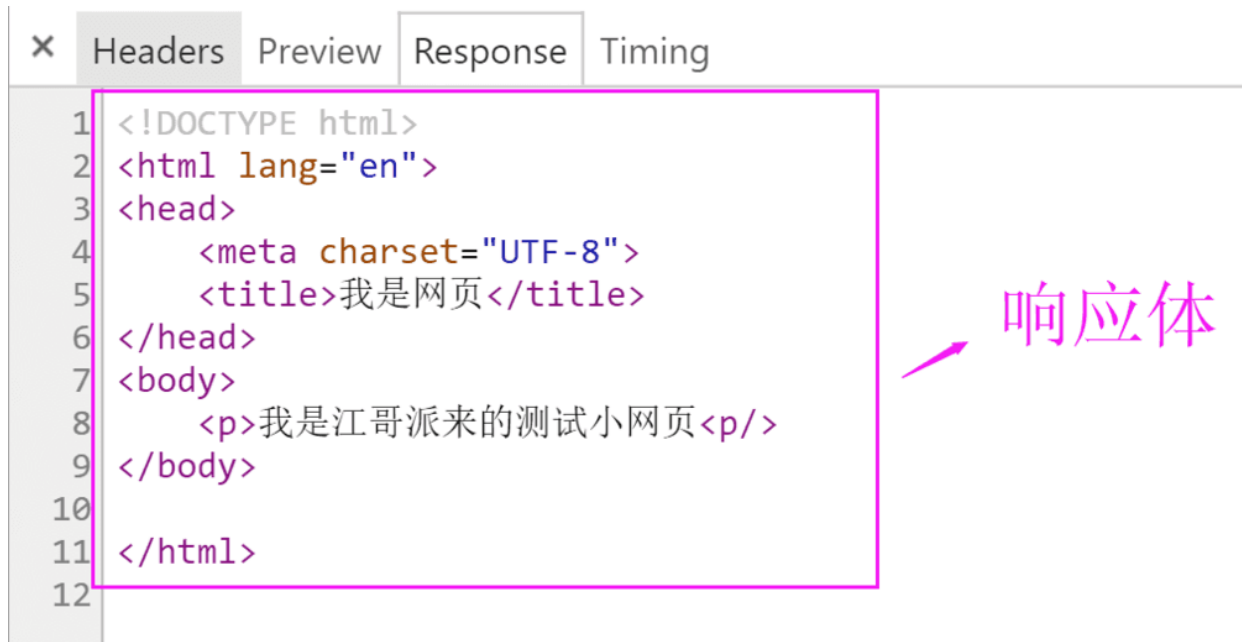 × Headers Preview Response Timing
1 <!DOCTYPE html>
2 <html lang="en">
3 <head>
4     <meta charset="UTF-8">
5     <title>我是网页</title>
6 </head>
7 <body>
8     <p>我是江哥派来的测试小网页<p/>
9 </body>
10
11 </html>
12
响应体